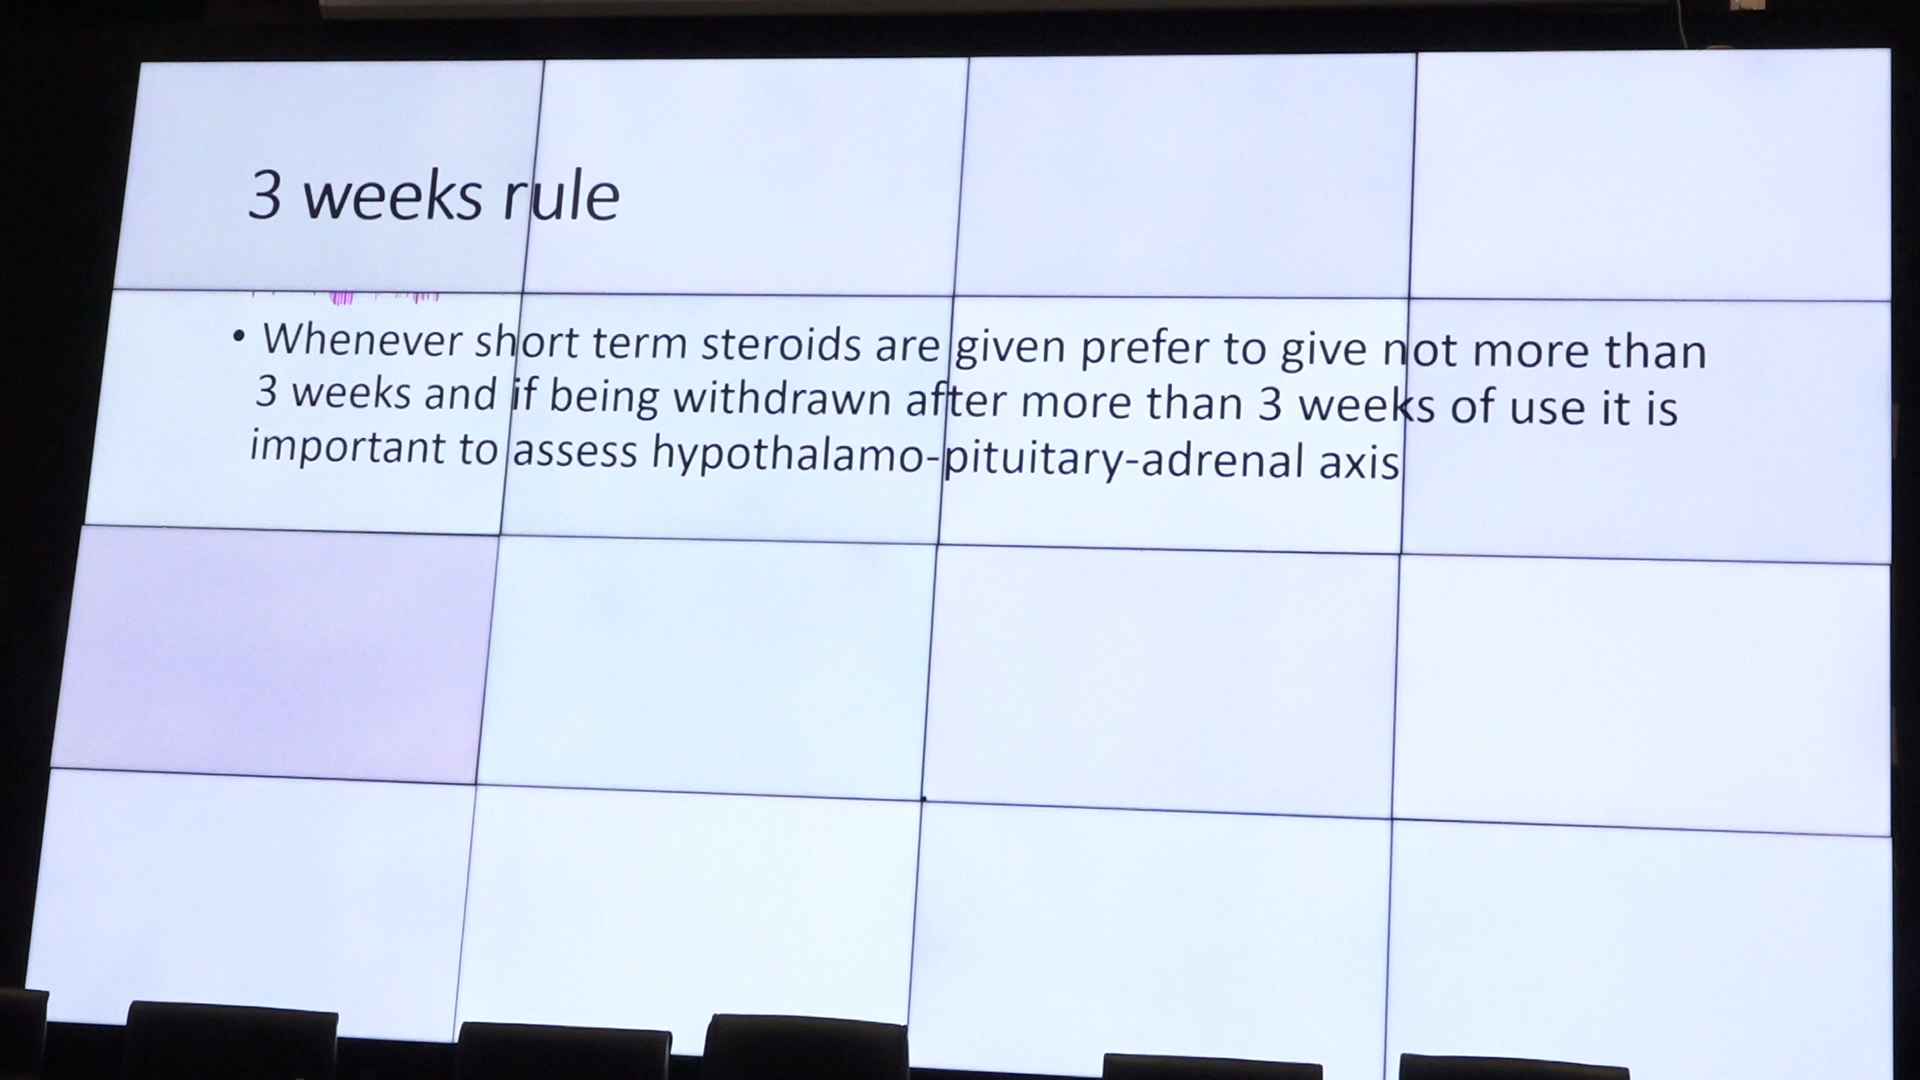 3 weeks rule
• Whenever short term steroids are given prefer to give not more than
3 weeks and if being withdrawn after more than 3 weeks of use it is
important to assess hypothalamo-pituitary-adrenal axis